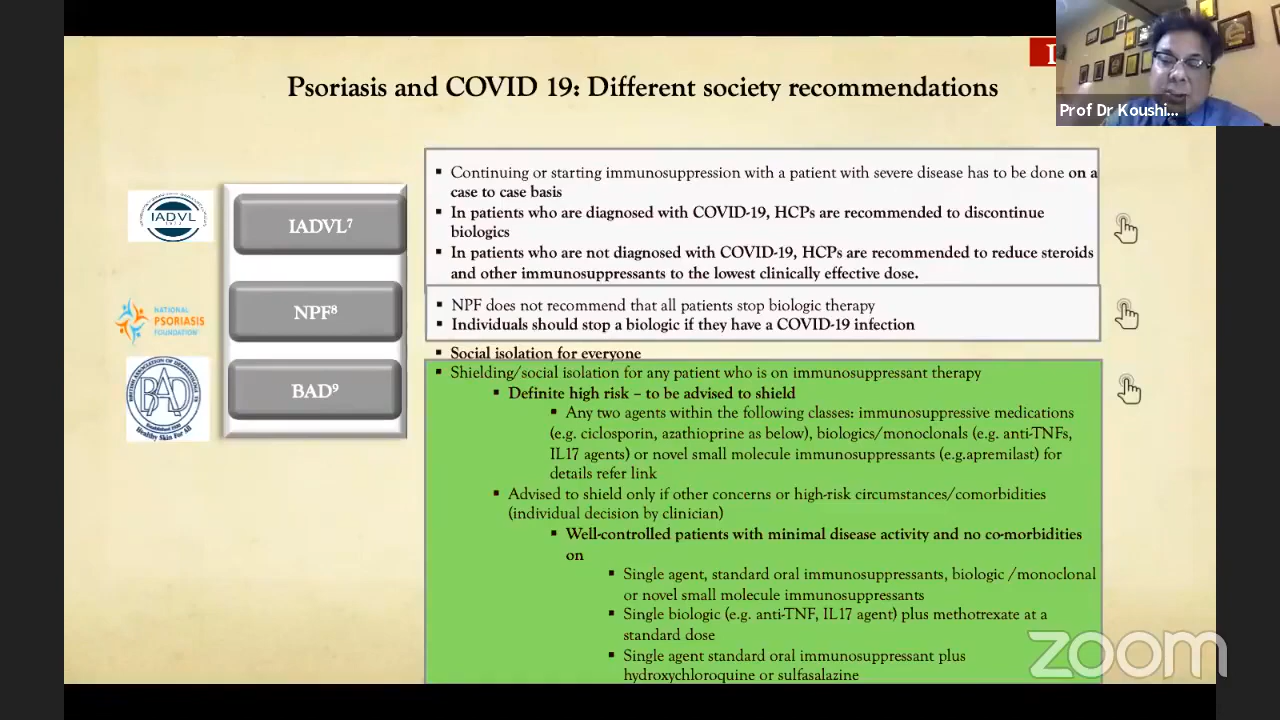 Psoriasis and COVID 19: Different society recommendations
Prof Dr Koushi...
IADVL
IADVL⁷
▪ Continuing or starting immunosuppression with a patient with severe disease has to be done on a
case to case basis
▪ In patients who are diagnosed with COVID-19, HCPs are recommended to discontinue
biologics
▪ In patients who are not diagnosed with COVID-19, HCPs are recommended to reduce steroids
and other immunosuppressants to the lowest clinically effective dose.
NATIONAL
PSORIASIS
FOUNDATION
NPF⁸
▪ NPF does not recommend that all patients stop biologic therapy
▪ Individuals should stop a biologic if they have a COVID-19 infection
BAD
Healthy Skin For All
BAD⁹
▪ Social isolation for everyone
▪ Shielding/social isolation for any patient who is on immunosuppressant therapy
▪ Definite high risk – to be advised to shield
▪ Any two agents within the following classes: immunosuppressive medications
(e.g. ciclosporin, azathioprine as below), biologics/monoclonals (e.g. anti-TNFs,
IL17 agents) or novel small molecule immunosuppressants (e.g.apremilast) for
details refer link
▪ Advised to shield only if other concerns or high-risk circumstances/comorbidities
(individual decision by clinician)
▪ Well-controlled patients with minimal disease activity and no co-morbidities
on
▪ Single agent, standard oral immunosuppressants, biologic /monoclonal
or novel small molecule immunosuppressants
▪ Single biologic (e.g. anti-TNF, IL17 agent) plus methotrexate at a
standard dose
▪ Single agent standard oral immunosuppressant plus
hydroxychloroquine or sulfasalazine
zoom